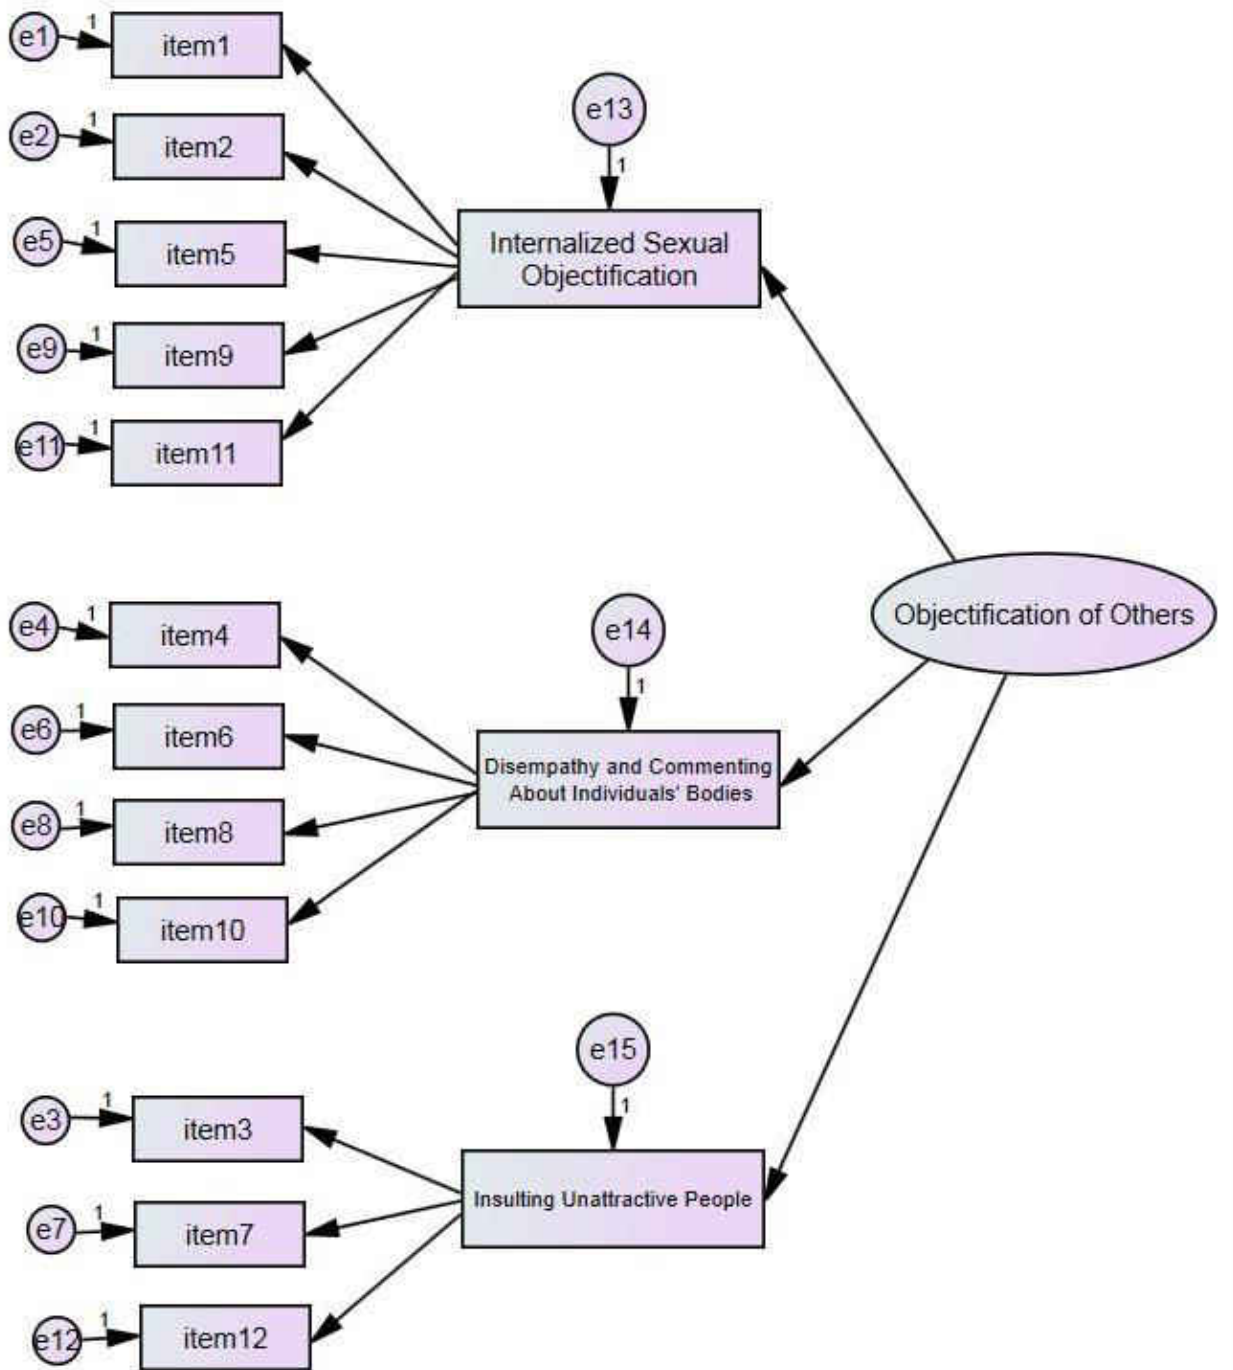 e1
1
item1
e2
1
item2
e5
1
item5
e9
1
item9
e11
1
item11
e13
1
Internalized Sexual
Objectification
Objectification of Others
e4
1
item4
e6
1
item6
e8
1
item8
e10
1
item10
e14
1
Disempathy and Commenting
About Individuals' Bodies
e3
1
item3
e7
1
item7
e12
1
item12
e15
1
Insulting Unattractive People